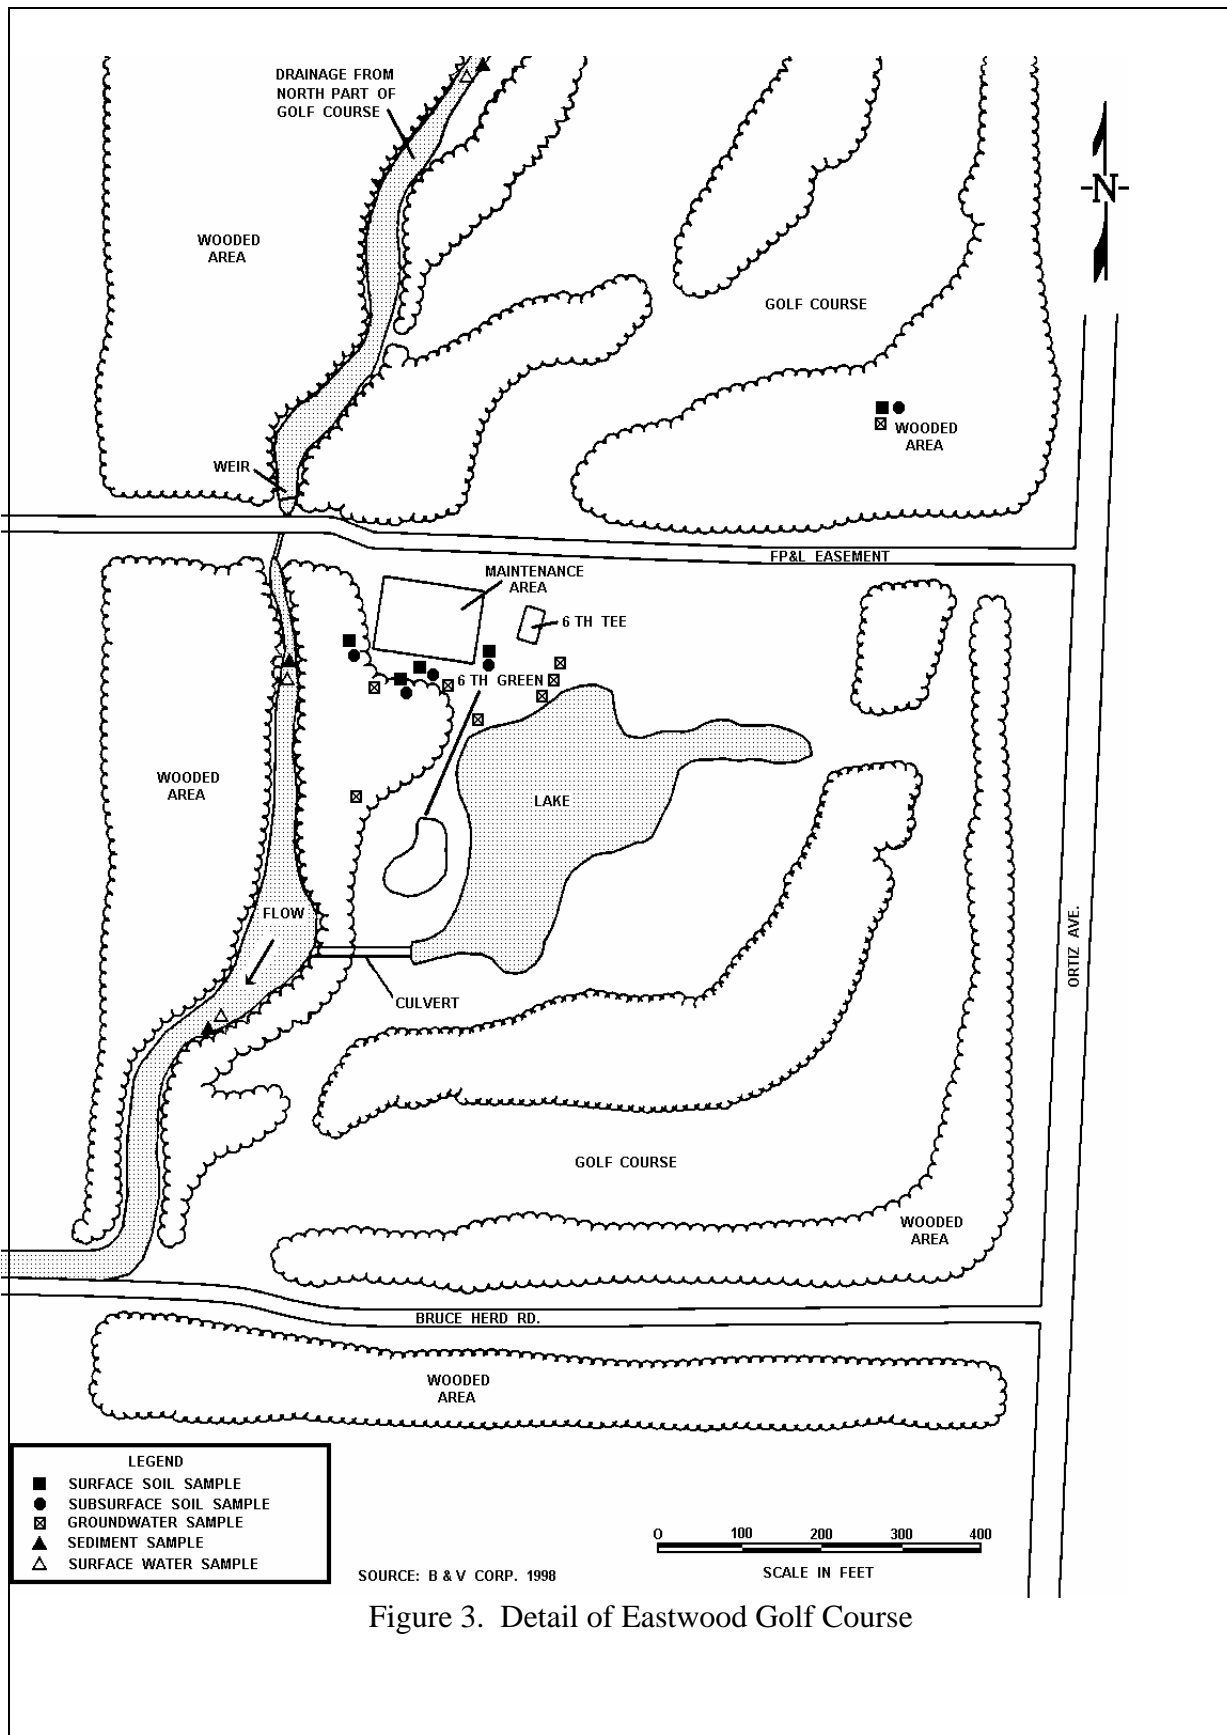 DRAINAGE FROM
NORTH PART OF
GOLF COURSE
N
WOODED
AREA
GOLF COURSE
WOODED
AREA
WEIR
FP&L EASEMENT
MAINTENANCE
AREA
6 TH TEE
6 TH GREEN
WOODED
AREA
LAKE
FLOW
ORTIZ AVE.
CULVERT
GOLF COURSE
WOODED
AREA
BRUCE HERD RD.
WOODED
AREA
LEGEND
SURFACE SOIL SAMPLE
SUBSURFACE SOIL SAMPLE
GROUNDWATER SAMPLE
SEDIMENT SAMPLE
SURFACE WATER SAMPLE
0 100 200 300 400
SCALE IN FEET
SOURCE: B & V CORP. 1998
Figure 3. Detail of Eastwood Golf Course